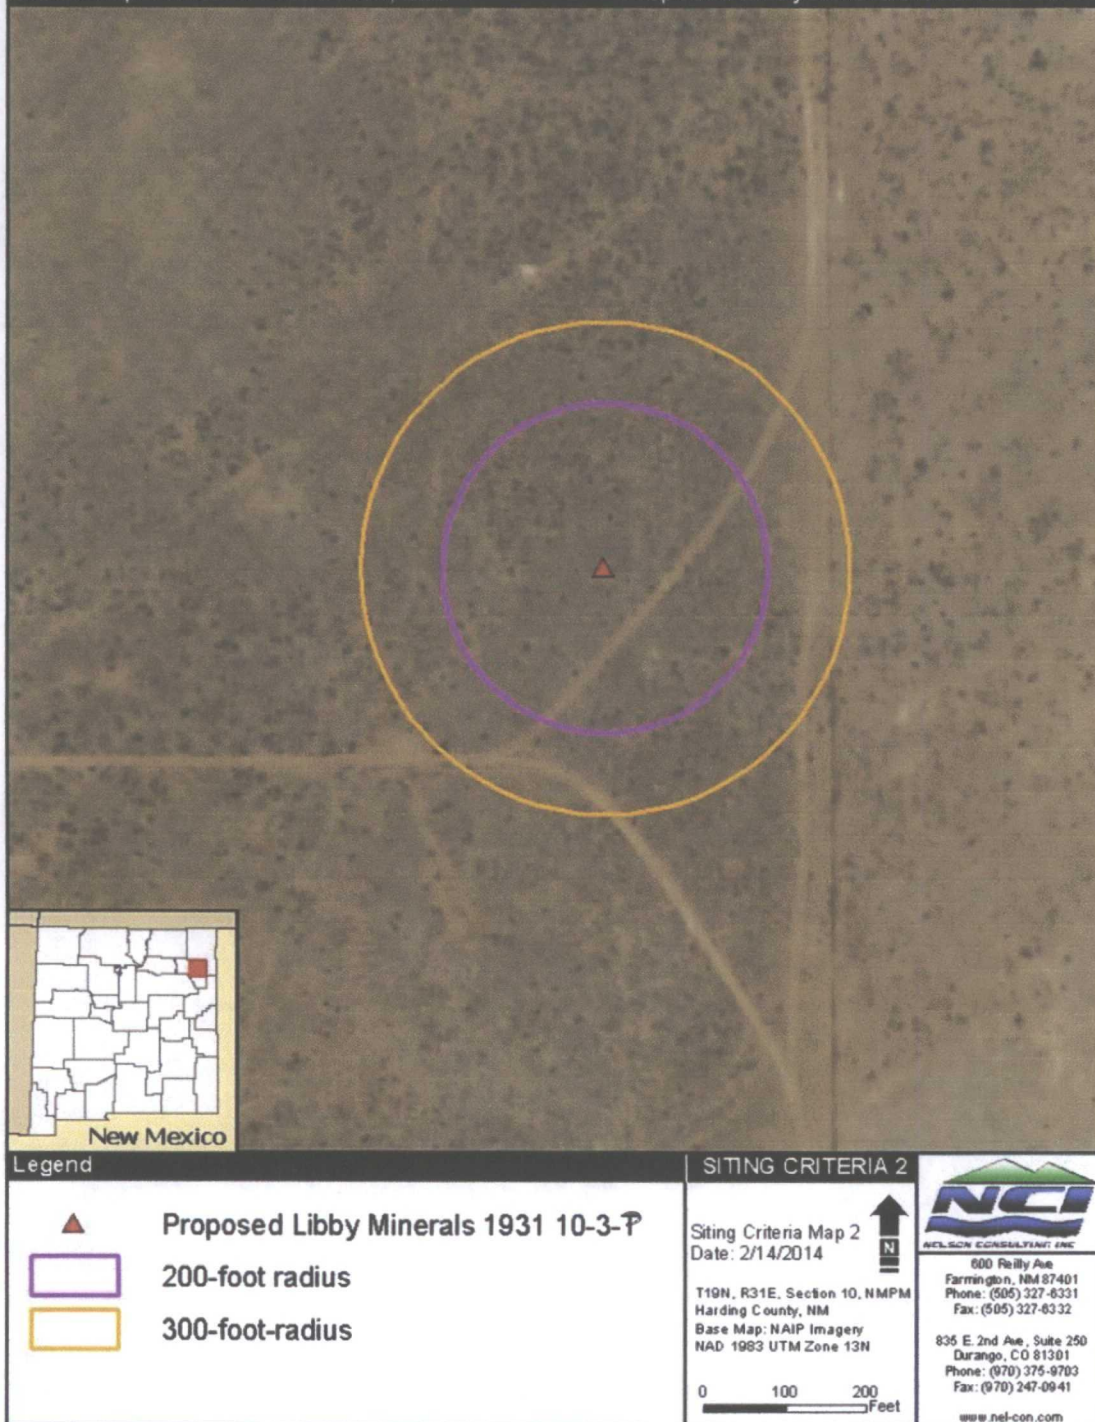 New Mexico
Legend
Proposed Libby Minerals 1931 10-3-P
200-foot radius
300-foot-radius
SITING CRITERIA 2
Siting Criteria Map 2
Date: 2/14/2014
N
T19N, R31E, Section 10, NMPM
Harding County, NM
Base Map: NAIP Imagery
NAD 1983 UTM Zone 13N
0 100 200
Feet
NCI
NELSON CONSULTING INC
600 Reilly Ave
Farmington, NM 87401
Phone: (505) 327-6331
Fax: (505) 327-6332
835 E. 2nd Ave, Suite 250
Durango, CO 81301
Phone: (970) 375-9703
Fax: (970) 247-0941
www.nel-con.com